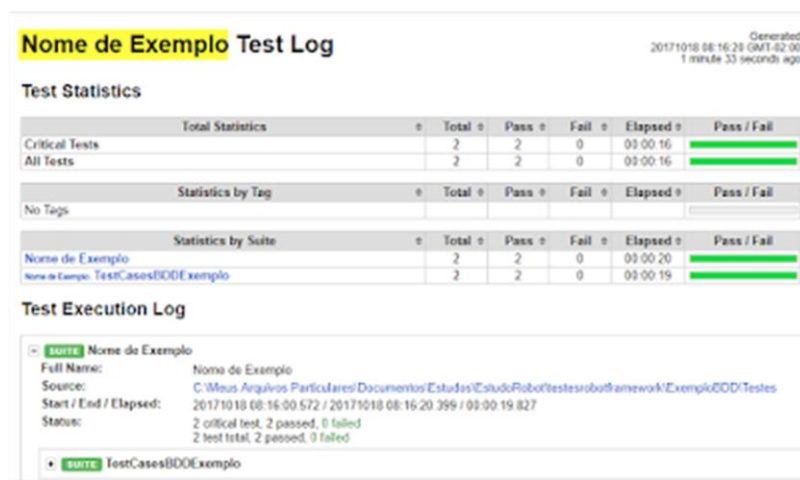 Nome de Exemplo Test Log
Generated
20171018 08:16:20 GMT-02:00
1 minute 33 seconds ago
Test Statistics
Total Statistics Total Pass Fail Elapsed Pass / Fail
Critical Tests 2 2 0 00:00:16
All Tests 2 2 0 00:00:16
Statistics by Tag Total Pass Fail Elapsed Pass / Fail
No Tags
Statistics by Suite Total Pass Fail Elapsed Pass / Fail
Nome de Exemplo 2 2 0 00:00:20
Nome de Exemplo. TestCasesBDDExemplo 2 2 0 00:00:19
Test Execution Log
SUITE Nome de Exemplo
Full Name: Nome de Exemplo
Source: C:\Meus Arquivos Particulares\Documentos\Estudos\EstudoRobot\testesrobotframework\ExemploBDD\Testes
Start / End / Elapsed: 20171018 08:16:00.572 / 20171018 08:16:20.399 / 00:00:19.827
Status: 2 critical test, 2 passed, 0 failed
2 test total, 2 passed, 0 failed
SUITE TestCasesBDDExemplo